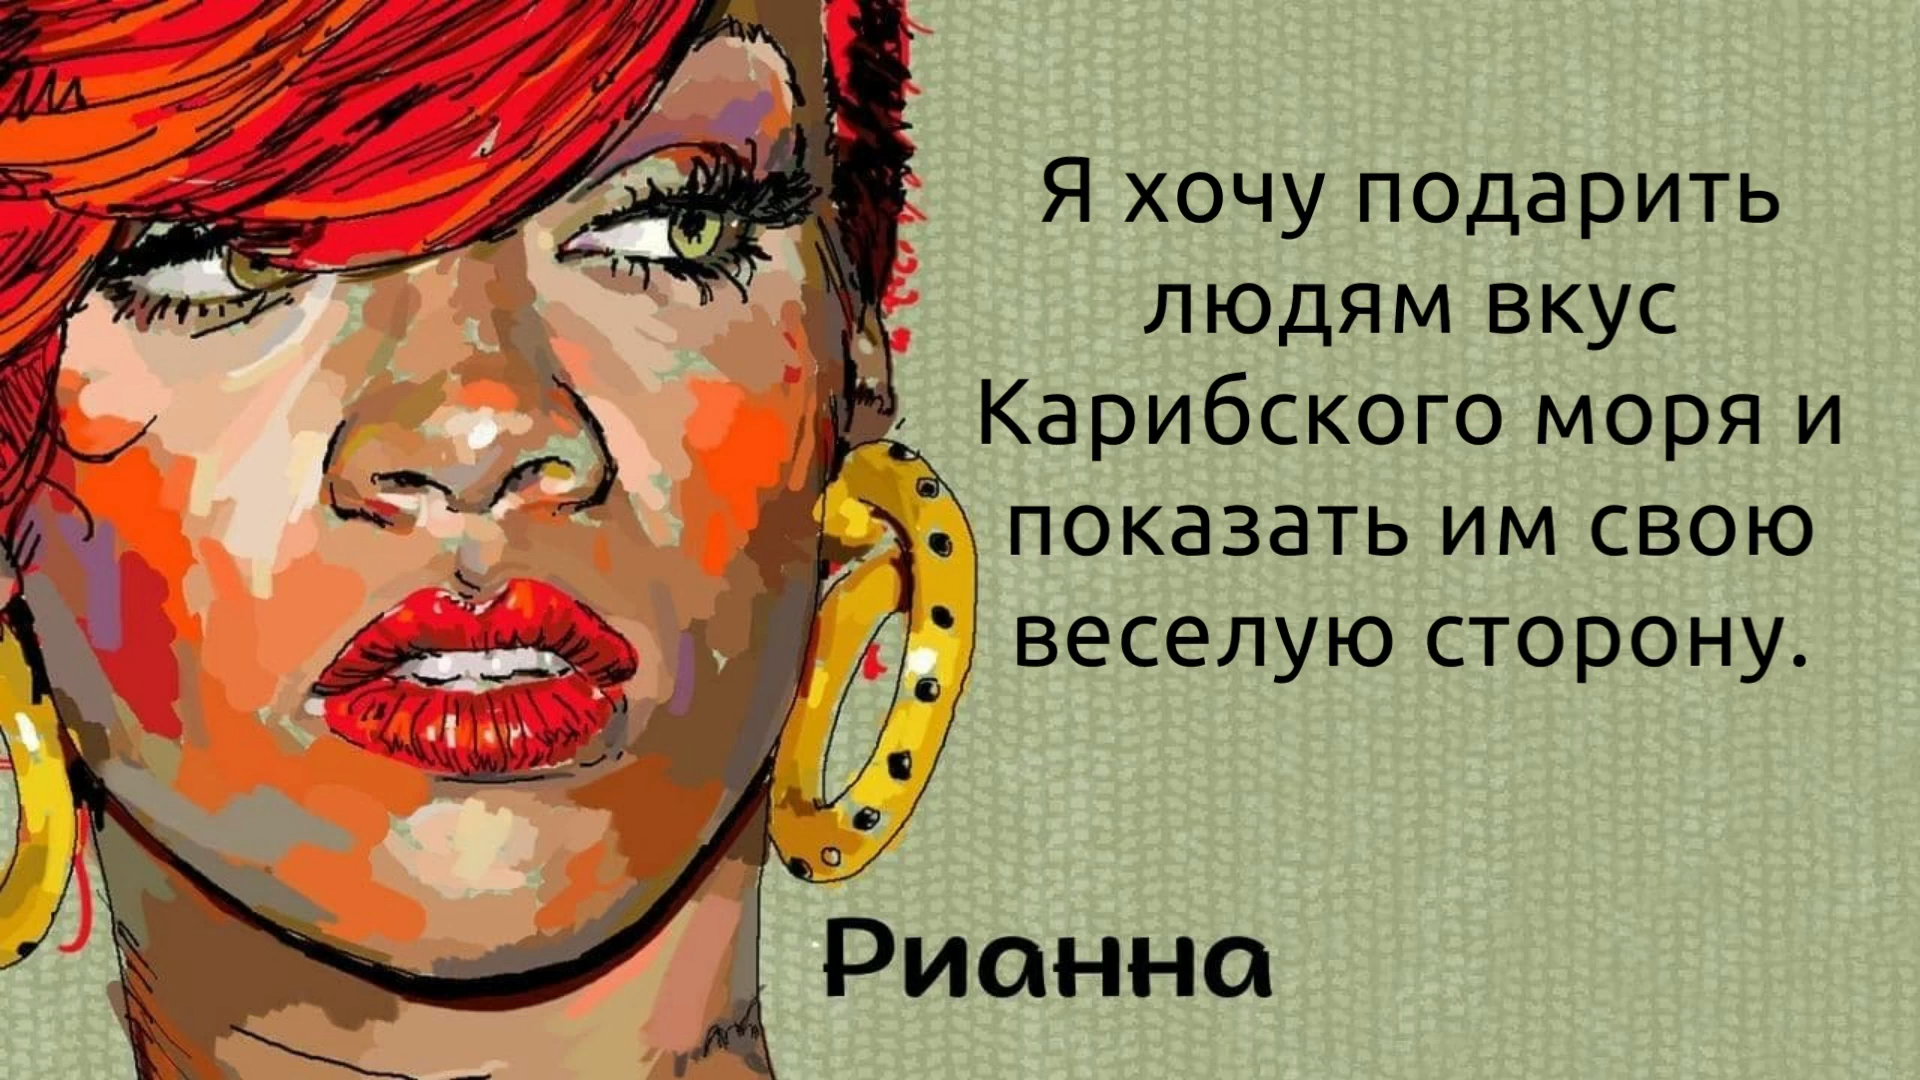 Я хочу подарить
людям вкус
Карибского моря и
показать им свою
веселую сторону.
Рианна